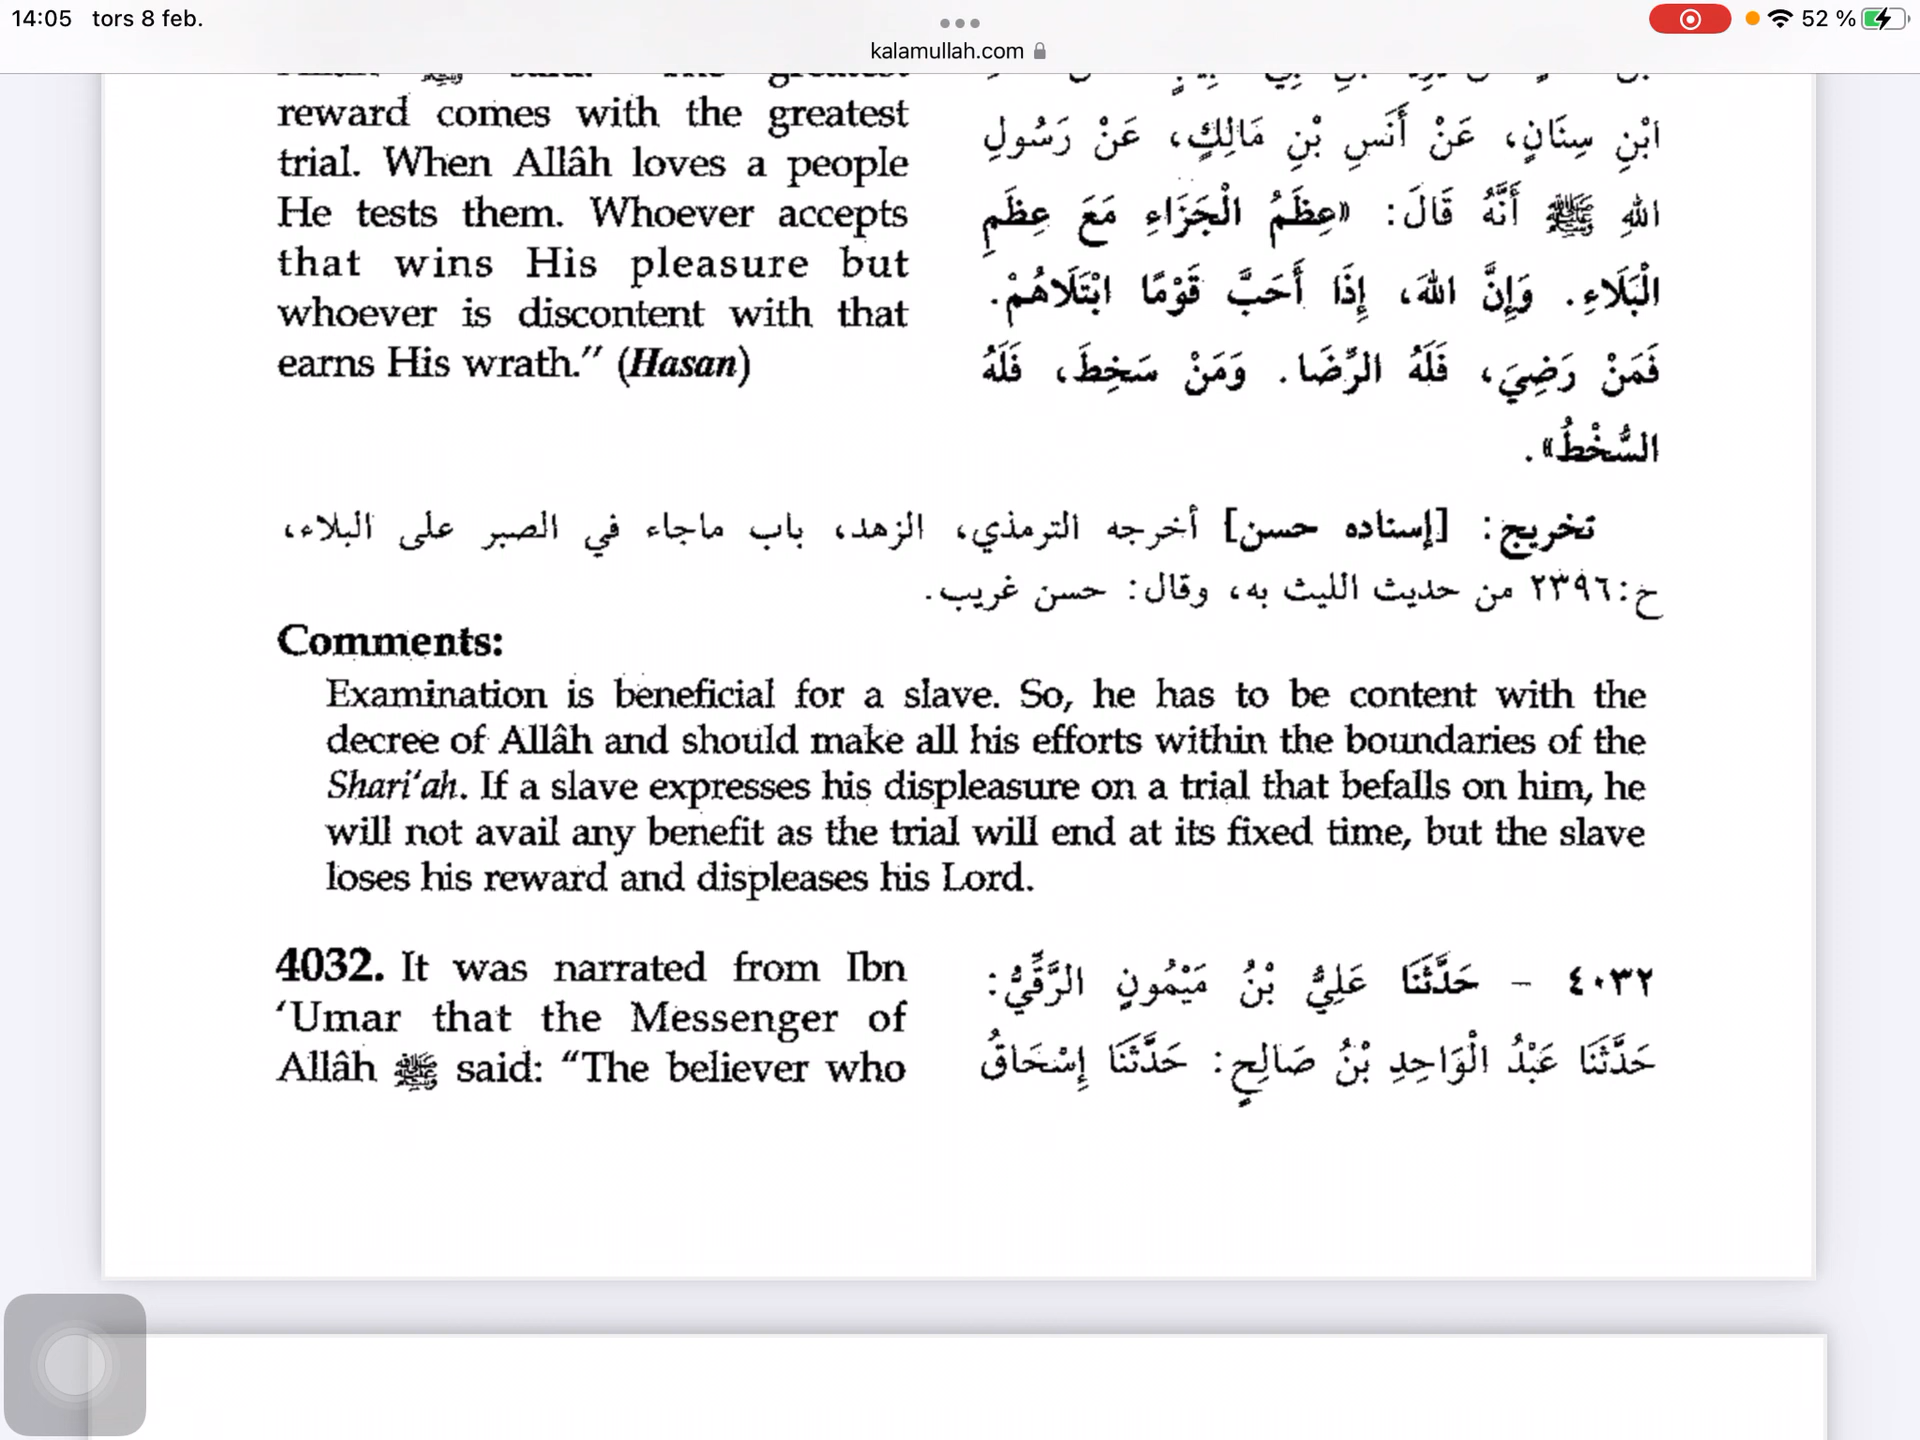 14:05 tors 8 feb.
52 %
kalamullah.com
reward comes with the greatest
trial. When Allâh loves a people
He tests them. Whoever accepts
that wins His pleasure but
whoever is discontent with that
earns His wrath.” (Hasan)
ابْنِ سِنَانٍ، عَنْ أَنَسِ بْنِ مَالِكٍ، عَنْ رَسُولِ
اللهِ ﷺ أَنَّهُ قَالَ: «عِظَمُ الْجَزَاءِ مَعَ عِظَمِ
الْبَلَاءِ. وَإِنَّ اللهَ، إِذَا أَحَبَّ قَوْمًا ابْتَلَاهُمْ.
فَمَنْ رَضِيَ، فَلَهُ الرِّضَا. وَمَنْ سَخِطَ، فَلَهُ
السُّخْطُ».
تخريج: [إسناده حسن] أخرجه الترمذي، الزهد، باب ماجاء في الصبر على البلاء،
ح:٢٣٩٦ من حديث الليث به، وقال: حسن غريب.
Comments:
Examination is beneficial for a slave. So, he has to be content with the
decree of Allâh and should make all his efforts within the boundaries of the
Shari’ah. If a slave expresses his displeasure on a trial that befalls on him, he
will not avail any benefit as the trial will end at its fixed time, but the slave
loses his reward and displeases his Lord.
4032. It was narrated from Ibn
‘Umar that the Messenger of
Allâh ﷺ said: “The believer who
٤٠٣٢ - حَدَّثَنَا عَلِيُّ بْنُ مَيْمُونٍ الرَّقِّيُّ:
حَدَّثَنَا عَبْدُ الْوَاحِدِ بْنُ صَالِحٍ: حَدَّثَنَا إِسْحَاقُ